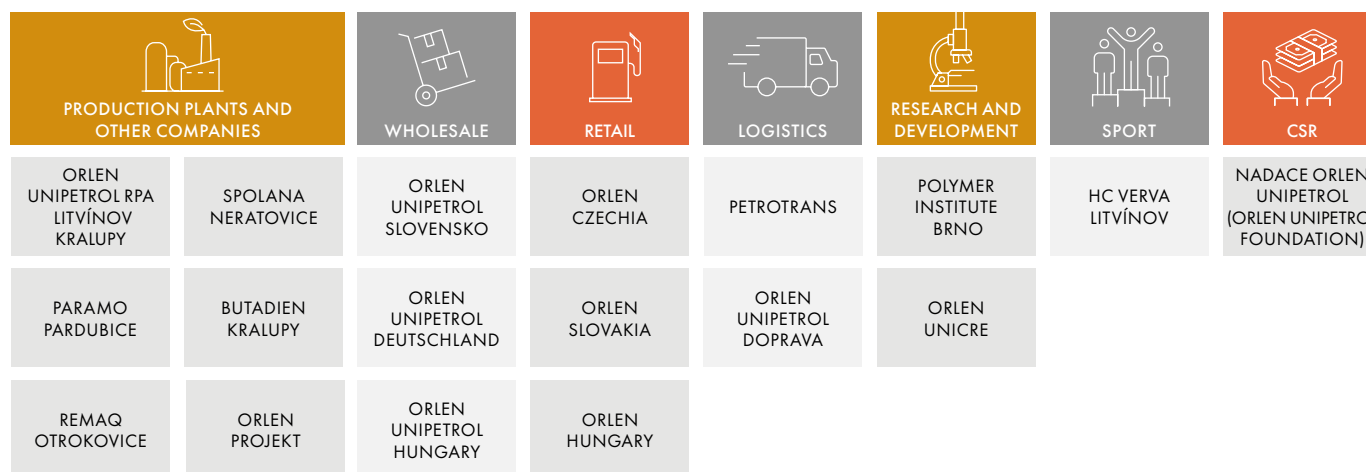 PRODUCTION PLANTS AND
OTHER COMPANIES
WHOLESALE
RETAIL
LOGISTICS
RESEARCH AND
DEVELOPMENT
SPORT
CSR
ORLEN
UNIPETROL RPA
LITVÍNOV
KRALUPY
SPOLANA
NERATOVICE
ORLEN
UNIPETROL
SLOVENSKO
ORLEN
CZECHIA
PETROTRANS
POLYMER
INSTITUTE
BRNO
HC VERVA
LITVÍNOV
NADACE ORLEN
UNIPETROL
(ORLEN UNIPETRO
FOUNDATION)
PARAMO
PARDUBICE
BUTADIEN
KRALUPY
ORLEN
UNIPETROL
DEUTSCHLAND
ORLEN
SLOVAKIA
ORLEN
UNIPETROL
DOPRAVA
ORLEN
UNICRE
REMAQ
OTROKOVICE
ORLEN
PROJEKT
ORLEN
UNIPETROL
HUNGARY
ORLEN
HUNGARY